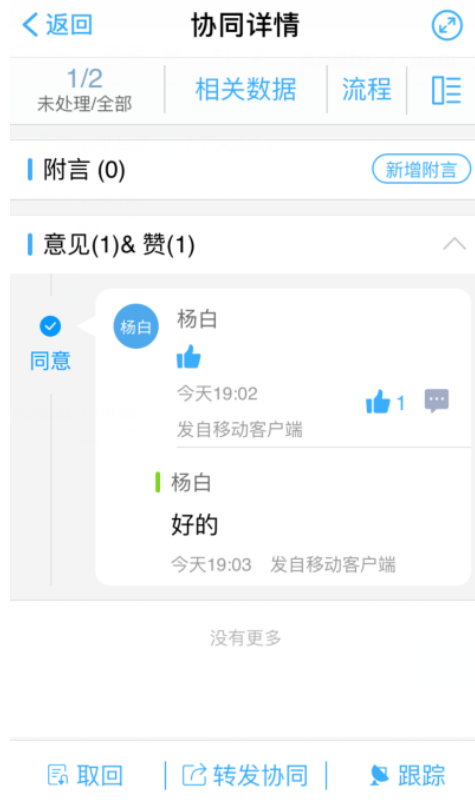 返回 协同详情
1/2 相关数据 流程
未处理/全部
附言 (0) 新增附言
意见(1)& 赞(1)
杨白 杨白
同意
今天19:02 1
发自移动客户端
杨白
好的
今天19:03 发自移动客户端
没有更多
取回 转发协同 跟踪